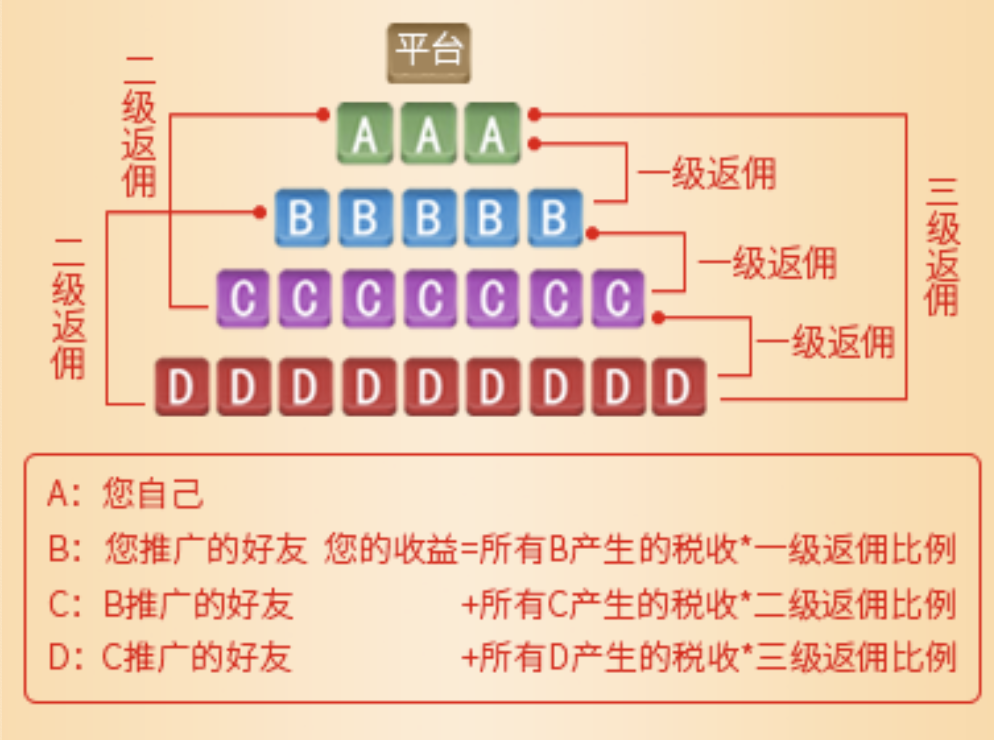 平台
二级返佣
A A A
一级返佣
三级返佣
B B B B B
一级返佣
二级返佣
C C C C C C C
一级返佣
D D D D D D D D D
A：您自己
B：您推广的好友 您的收益=所有B产生的税收*一级返佣比例
C：B推广的好友 +所有C产生的税收*二级返佣比例
D：C推广的好友 +所有D产生的税收*三级返佣比例